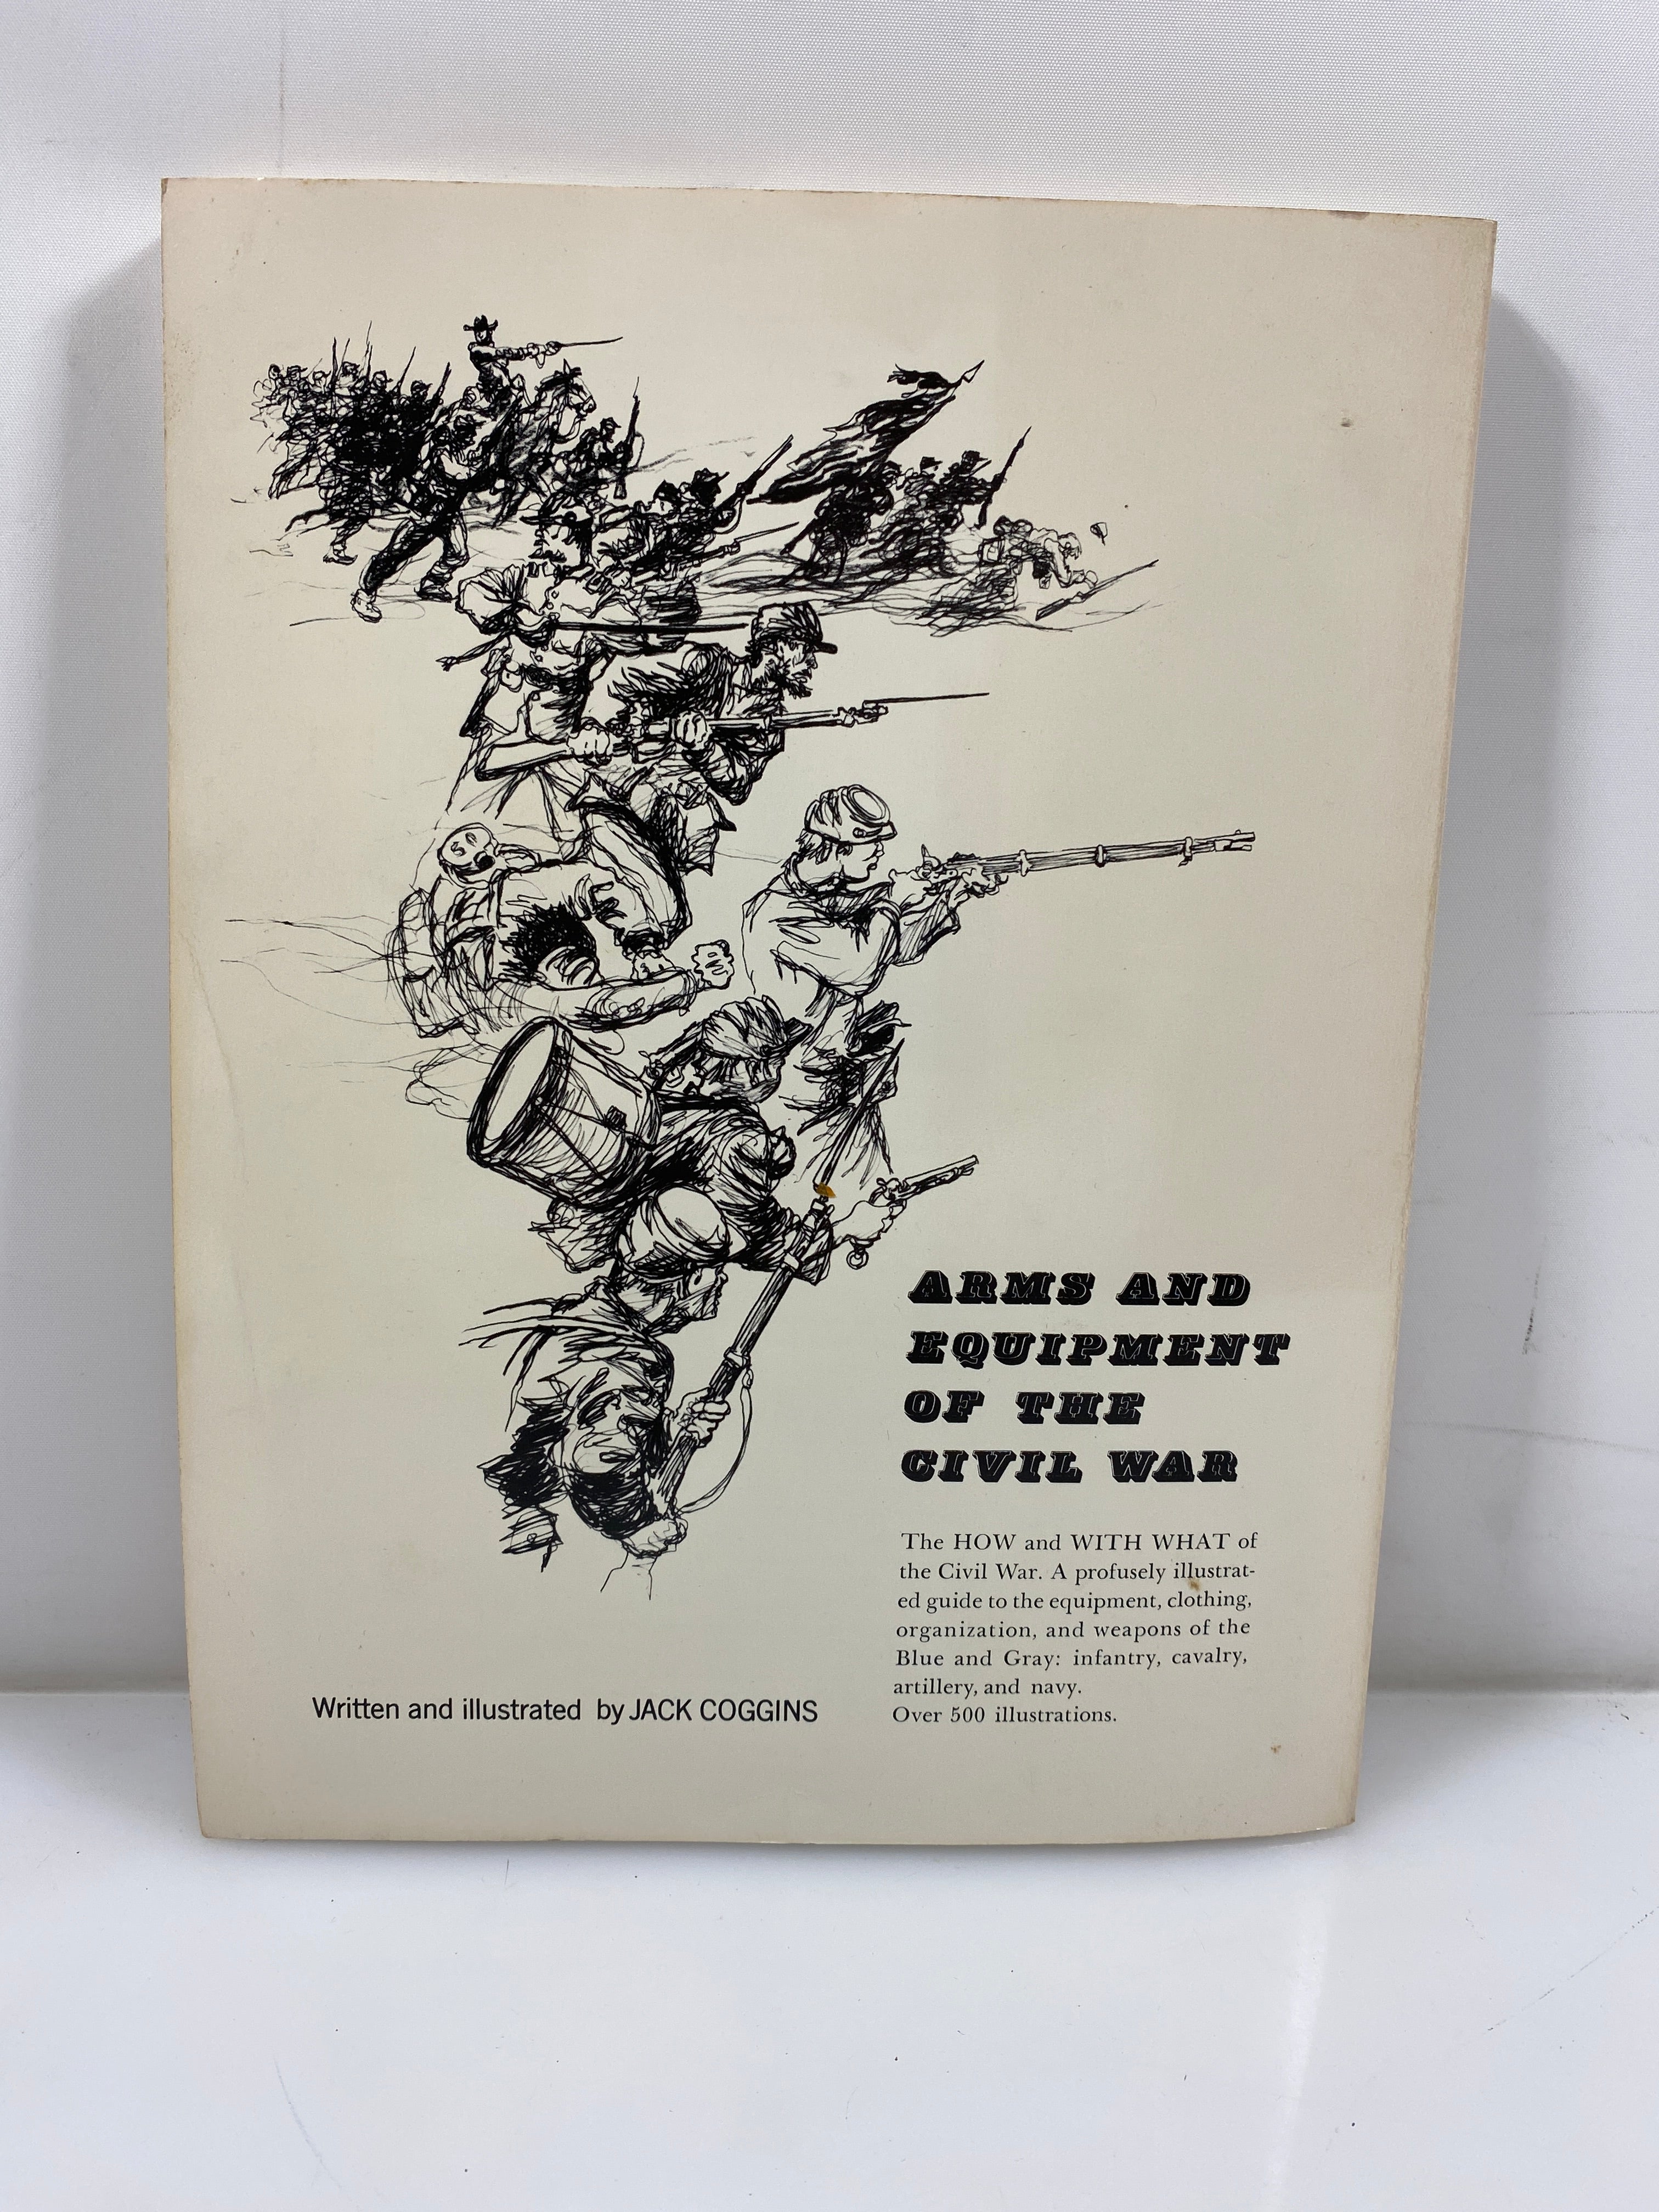 ARMS AND
EQUIPMENT
OF THE
CIVIL WAR
The HOW and WITH WHAT of
the Civil War. A profusely illustrat-
ed guide to the equipment, clothing,
organization, and weapons of the
Blue and Gray: infantry, cavalry,
artillery, and navy.
Over 500 illustrations.
Written and illustrated by JACK COGGINS